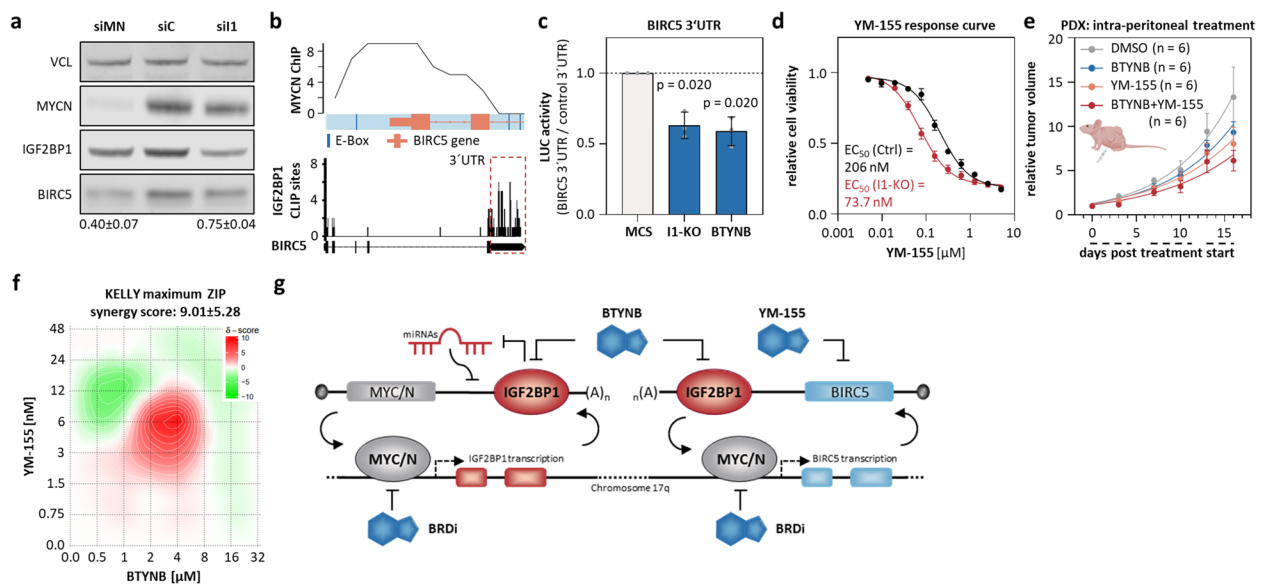 a
siMN siC siI1
VCL
MYCN
IGF2BP1
BIRC5
0.40±0.07 0.75±0.04
b
MYCN ChIP
8
6
4
2
0
E-Box BIRC5 gene
3´UTR
IGF2BP1
CLIP sites
8
4
0
BIRC5
c
BIRC5 3‘UTR
LUC activity
(BIRC5 3´UTR / control 3´UTR)
1.0
0.5
0.0
p = 0.020
p = 0.020
MCS I1-KO BTYNB
d
YM-155 response curve
relative cell viability
1.0
0.5
0.0
EC50 (Ctrl) =
206 nM
EC50 (I1-KO) =
73.7 nM
0.001 0.01 0.1 1 10
YM-155 [µM]
e
PDX: intra-peritoneal treatment
relative tumor volume
20
15
10
5
0
DMSO (n = 6)
BTYNB (n = 6)
YM-155 (n = 6)
BTYNB+YM-155
(n = 6)
0 5 10 15
days post treatment start
f
KELLY maximum ZIP
synergy score: 9.01±5.28
YM-155 [nM]
48
24
12
6
3
1.5
0.75
0.0
δ – score
10
5
0
−5
−10
0.0 0.5 1 2 4 8 16 32
BTYNB [µM]
g
BTYNB
YM-155
miRNAs
MYC/N
IGF2BP1
(A)n
n(A)
IGF2BP1
BIRC5
MYC/N
IGF2BP1 transcription
MYC/N
BIRC5 transcription
Chromosome 17q
BRDi
BRDi